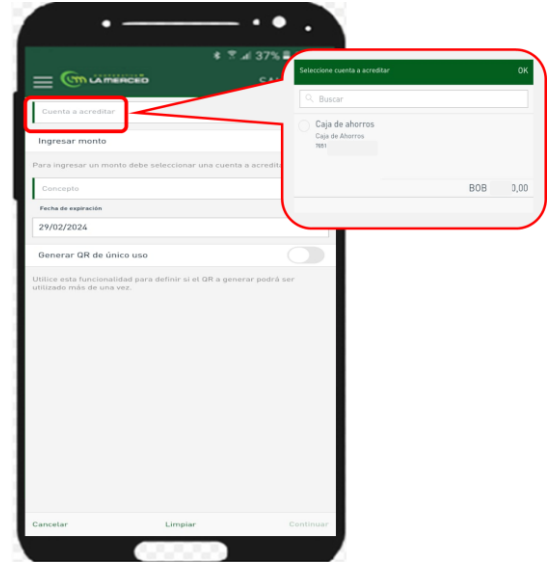 37%
LA MERCED
Cuenta a acreditar
Ingresar monto
Para ingresar un monto debe seleccionar una cuenta a
Concepto
Fecha de expiración
29/02/2024
Generar QR de único uso
Utilice esta funcionalidad para definir si el QR a generar podrá ser
utilizado más de una vez.
Cancelar Limpiar Continuar
Seleccione cuenta a acreditar OK
Buscar
Caja de ahorros
Caja de Ahorros
BOB ,00